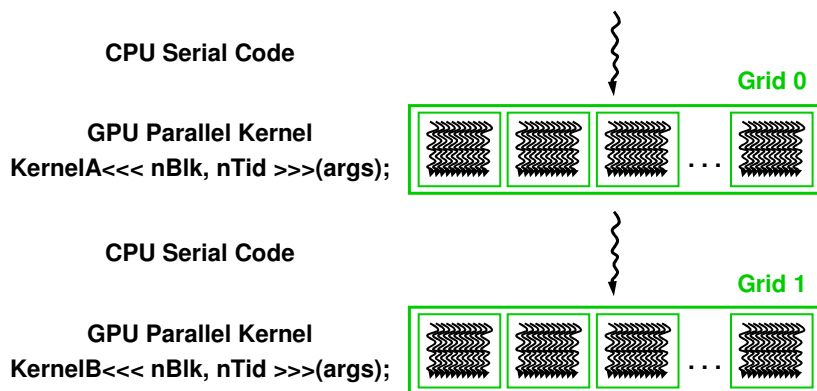 CPU Serial Code
Grid 0
GPU Parallel Kernel
KernelA<<< nBlk, nTid >>>(args);
. . .
CPU Serial Code
Grid 1
GPU Parallel Kernel
KernelB<<< nBlk, nTid >>>(args);
. . .